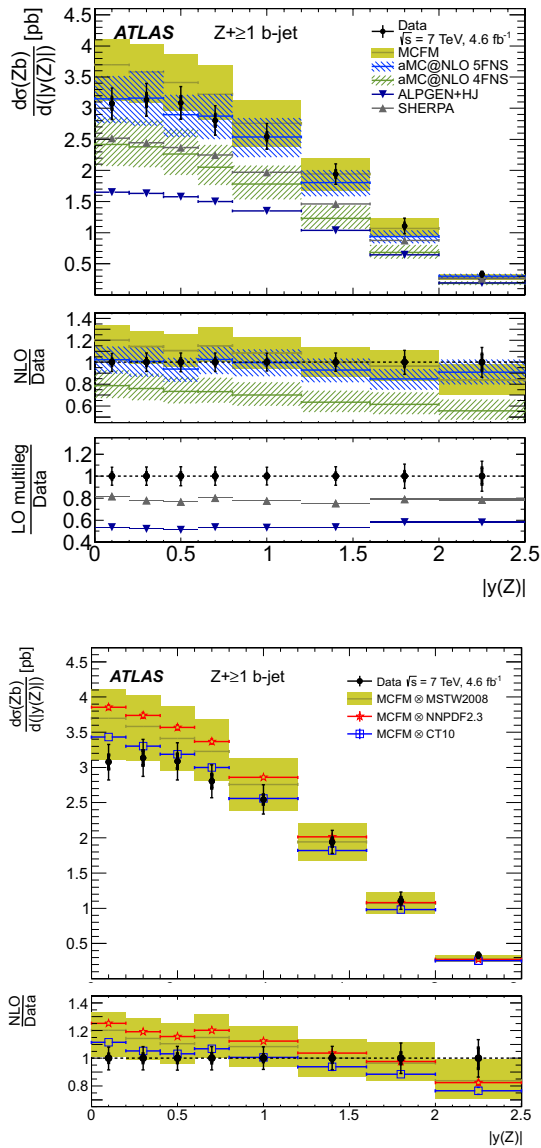 ATLAS Z+≥1 b-jet
dσ(Zb)/d(|y(Z)|) [pb]
Data
√s = 7 TeV, 4.6 fb⁻¹
MCFM
aMC@NLO 5FNS
aMC@NLO 4FNS
ALPGEN+HJ
SHERPA
4.5
4
3.5
3
2.5
2
1.5
1
0.5
NLO/Data
1.4
1.2
1
0.8
0.6
LO multileg/Data
1
0.8
0.6
0.4
0 0.5 1 1.5 2 2.5
|y(Z)|
ATLAS Z+≥1 b-jet
dσ(Zb)/d(|y(Z)|) [pb]
Data √s = 7 TeV, 4.6 fb⁻¹
MCFM ⊗ MSTW2008
MCFM ⊗ NNPDF2.3
MCFM ⊗ CT10
4.5
4
3.5
3
2.5
2
1.5
1
0.5
NLO/Data
1.4
1.2
1
0.8
0 0.5 1 1.5 2 2.5
|y(Z)|